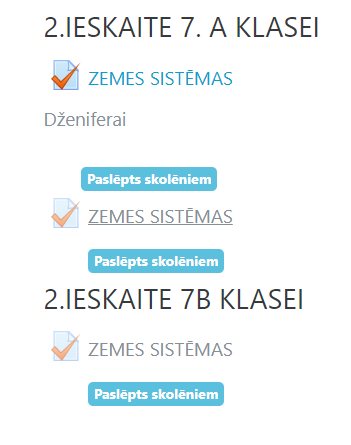 2.IESKAITE 7. A KLASEI
ZEMES SISTĒMAS
Dženiferai
Paslēpts skolēniem
ZEMES SISTĒMAS
Paslēpts skolēniem
2.IESKAITE 7B KLASEI
ZEMES SISTĒMAS
Paslēpts skolēniem